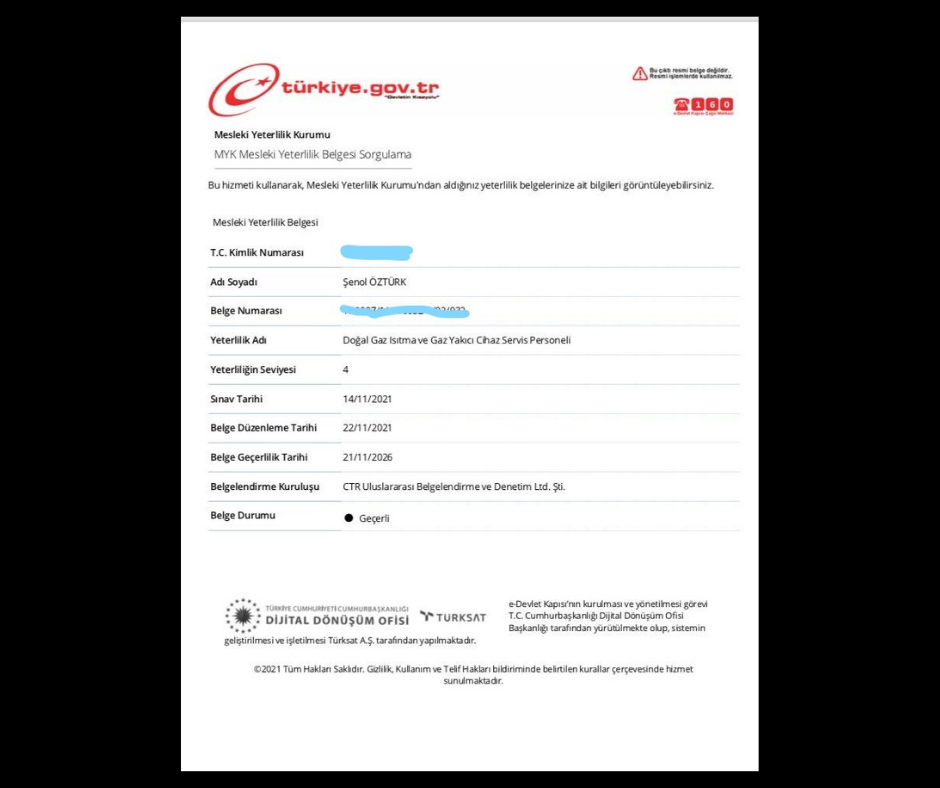 türkiye.gov.tr
"Devletin Kısayolu"
Bu çıktı resmi belge değildir.
Resmi işlemlerde kullanılmaz.
160
e-Devlet Kapısı Çağrı Merkezi
Mesleki Yeterlilik Kurumu
MYK Mesleki Yeterlilik Belgesi Sorgulama
Bu hizmeti kullanarak, Mesleki Yeterlilik Kurumu'ndan aldığınız yeterlilik belgelerinize ait bilgileri görüntüleyebilirsiniz.
Mesleki Yeterlilik Belgesi
T.C. Kimlik Numarası
Adı Soyadı Şenol ÖZTÜRK
Belge Numarası
Yeterlilik Adı Doğal Gaz Isıtma ve Gaz Yakıcı Cihaz Servis Personeli
Yeterliliğin Seviyesi 4
Sınav Tarihi 14/11/2021
Belge Düzenleme Tarihi 22/11/2021
Belge Geçerlilik Tarihi 21/11/2026
Belgelendirme Kuruluşu CTR Uluslararası Belgelendirme ve Denetim Ltd. Şti.
Belge Durumu Geçerli
TÜRKİYE CUMHURİYETİ CUMHURBAŞKANLIĞI
DİJİTAL DÖNÜŞÜM OFİSİ
TURKSAT
e-Devlet Kapısı'nın kurulması ve yönetilmesi görevi
T.C. Cumhurbaşkanlığı Dijital Dönüşüm Ofisi
Başkanlığı tarafından yürütülmekte olup, sistemin
geliştirilmesi ve işletilmesi Türksat A.Ş. tarafından yapılmaktadır.
©2021 Tüm Hakları Saklıdır. Gizlilik, Kullanım ve Telif Hakları bildiriminde belirtilen kurallar çerçevesinde hizmet
sunulmaktadır.